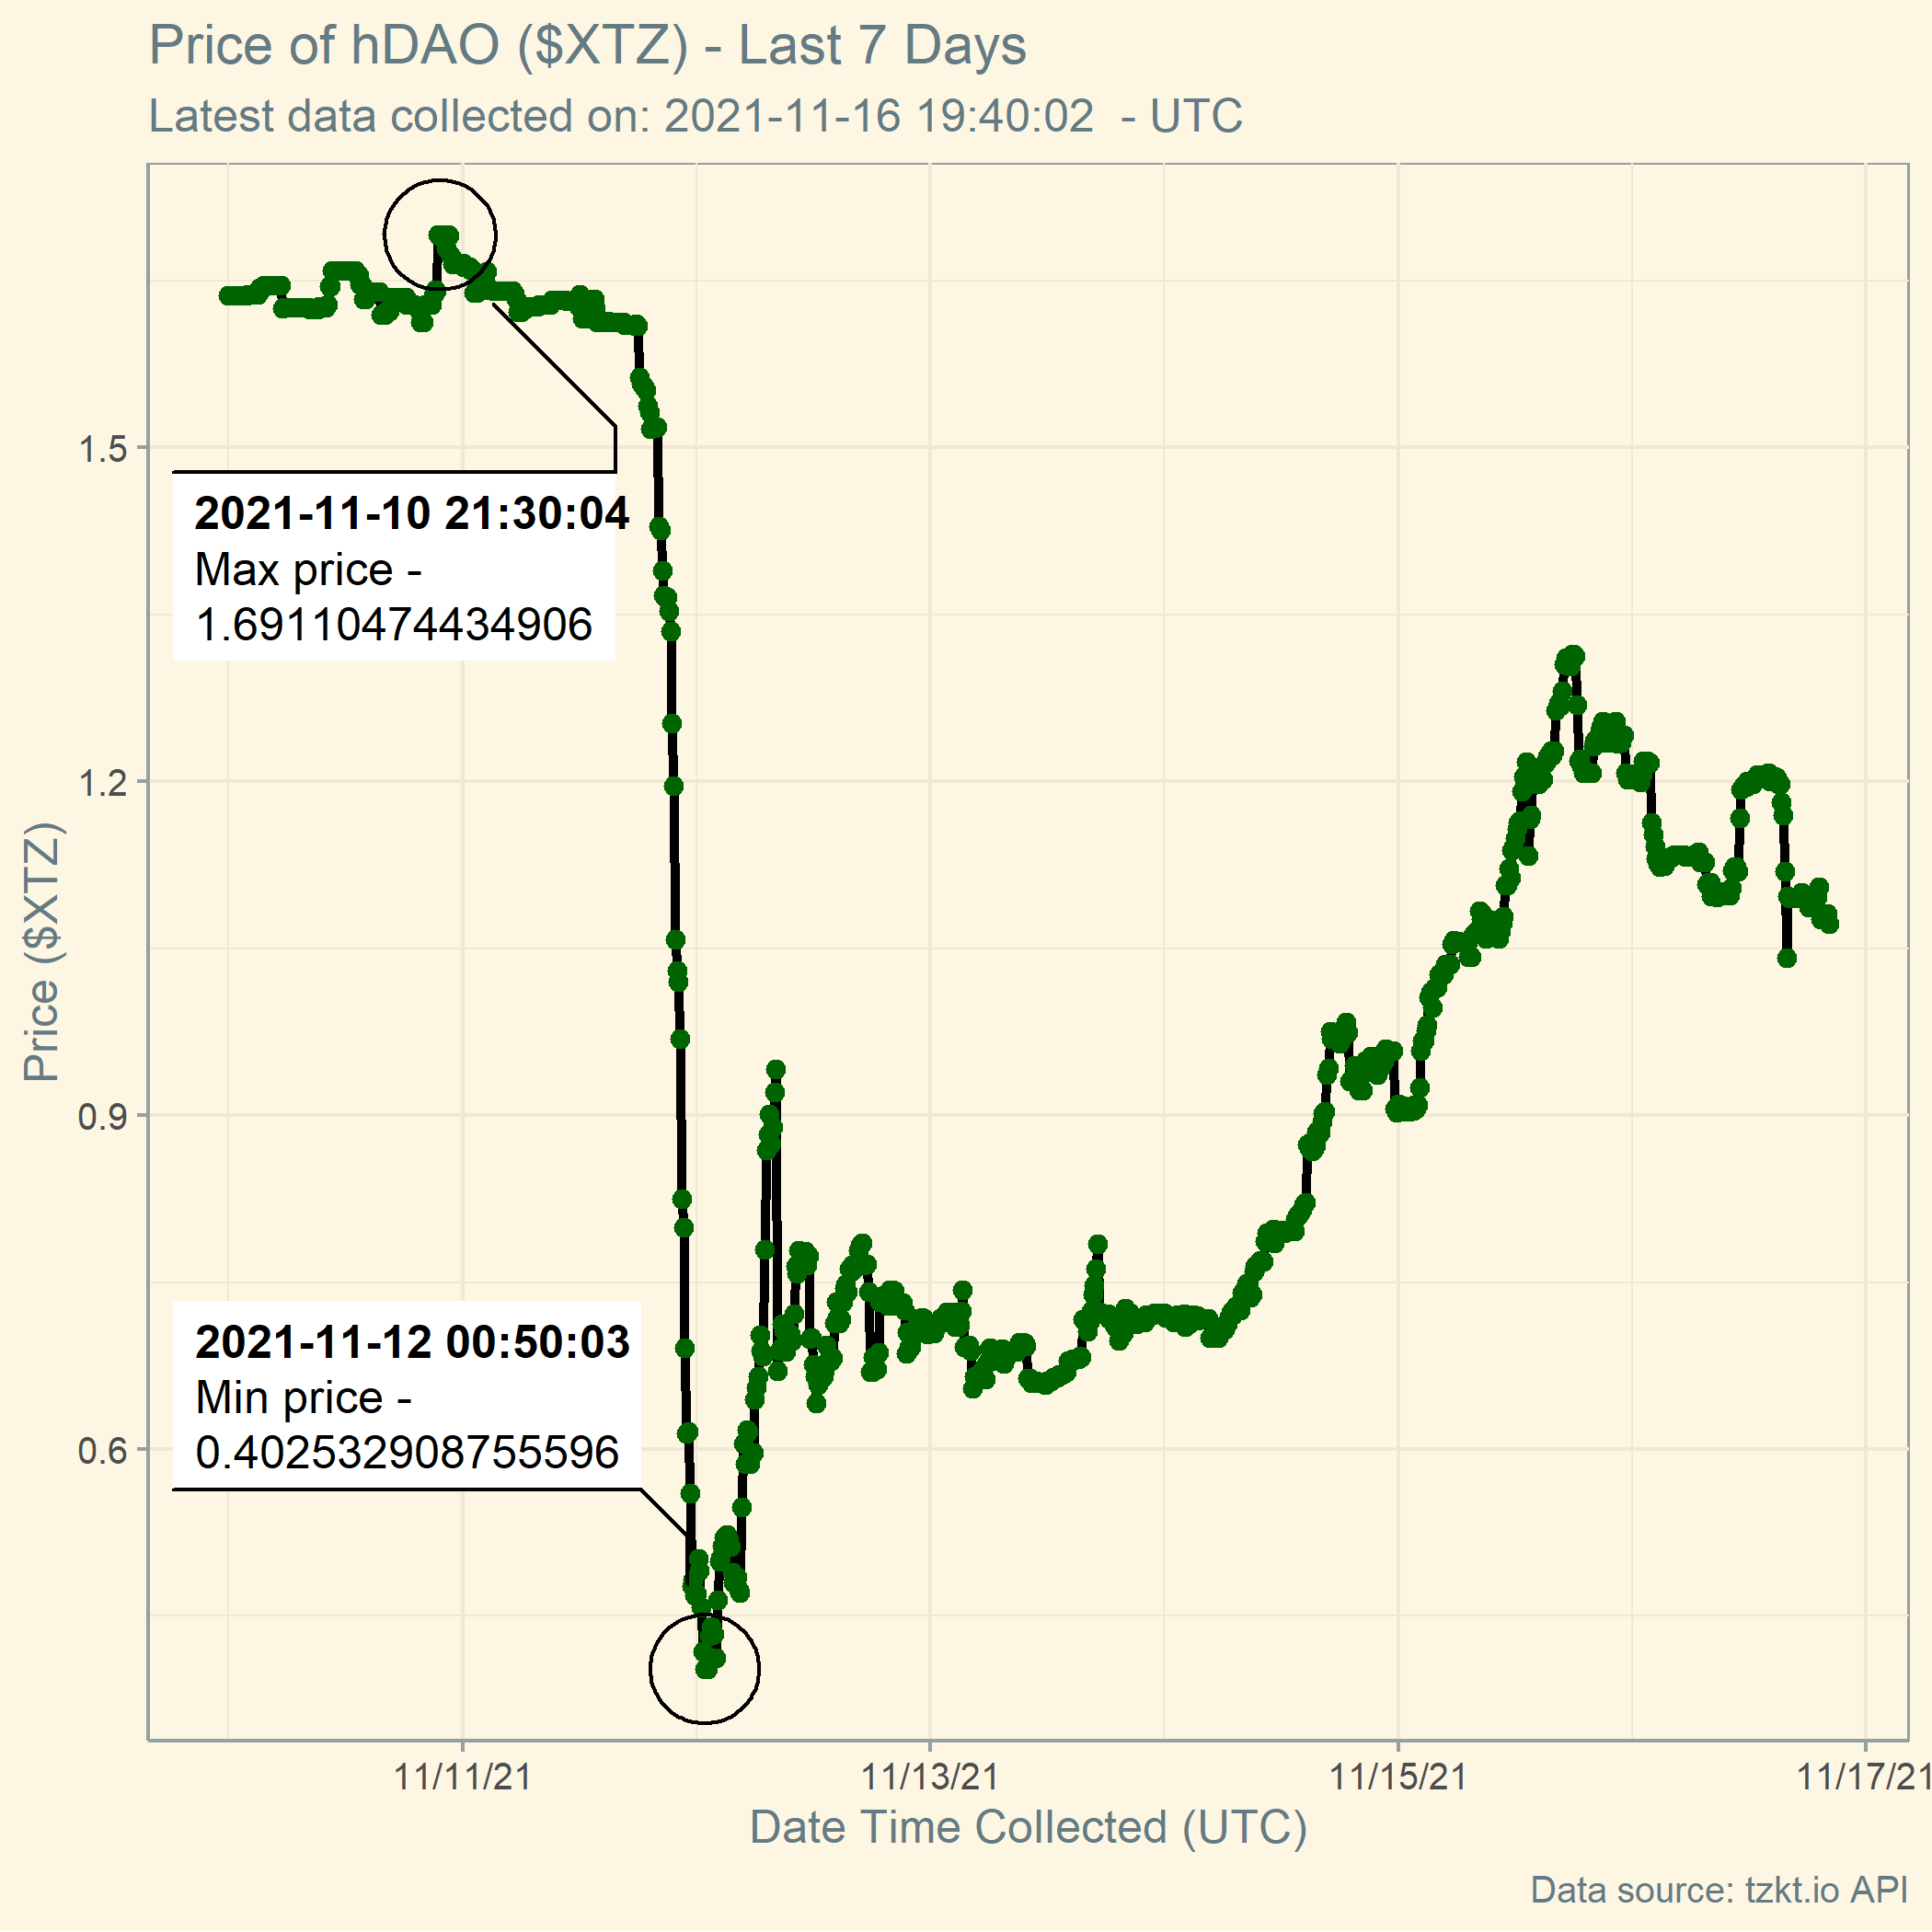 Price of hDAO ($XTZ) - Last 7 Days
Latest data collected on: 2021-11-16 19:40:02  - UTC
Price ($XTZ)
1.5
1.2
0.9
0.6
2021-11-10 21:30:04
Max price -
1.69110474434906
2021-11-12 00:50:03
Min price -
0.402532908755596
11/11/21
11/13/21
11/15/21
11/17/21
Date Time Collected (UTC)
Data source: tzkt.io API